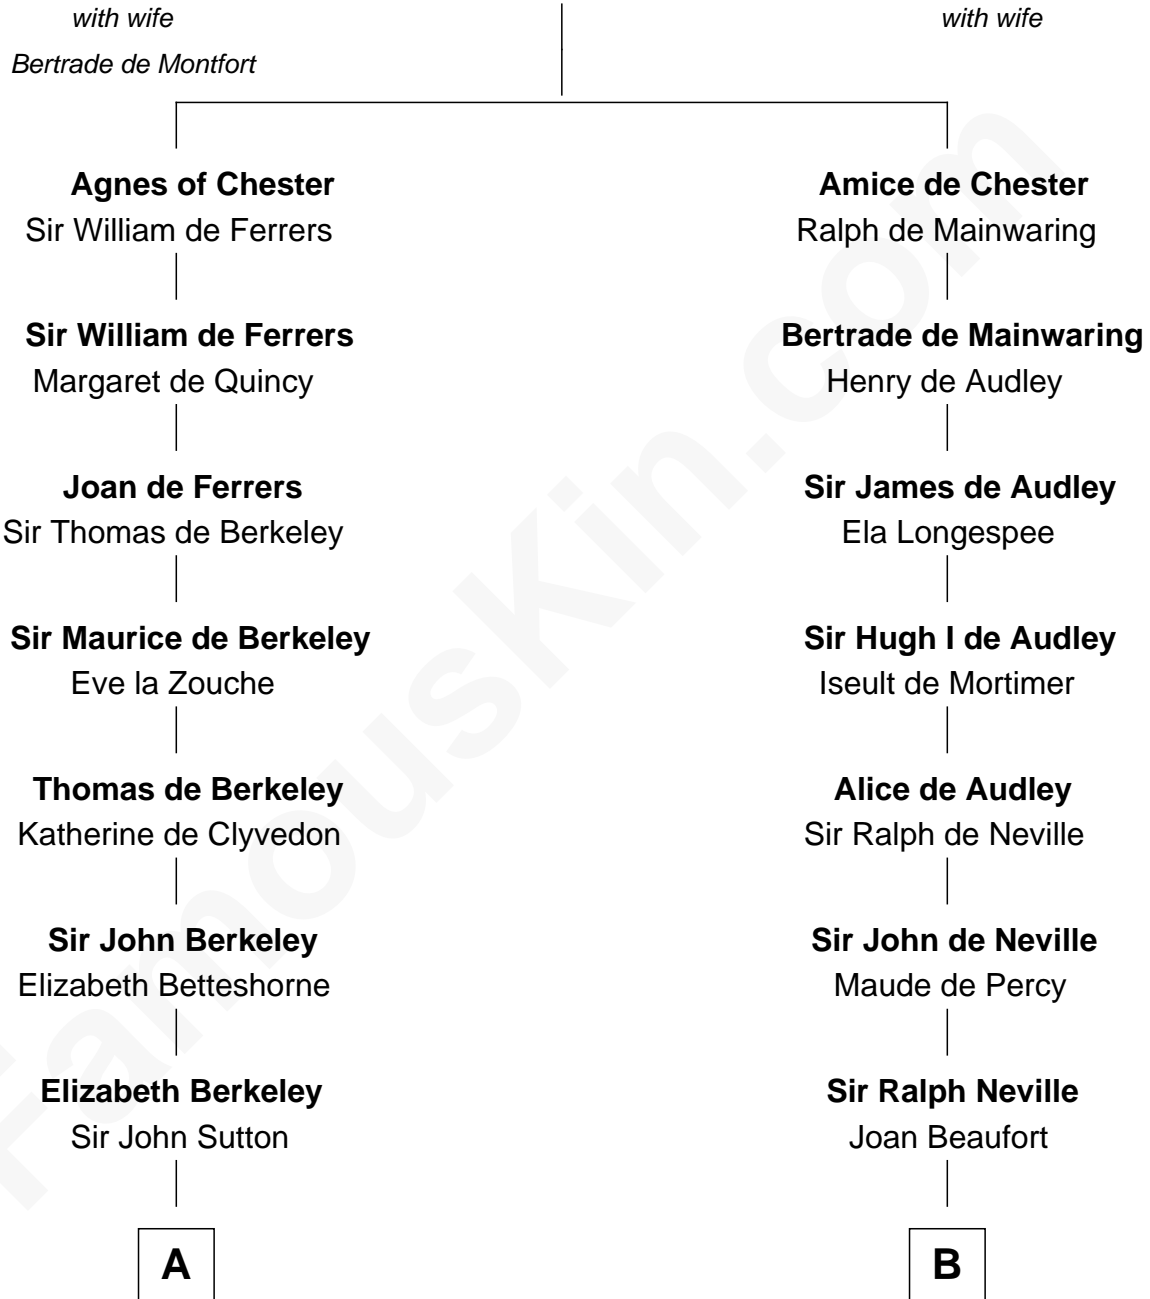 with wife
Bertrade de Montfort
with wife
Agnes of Chester
Sir William de Ferrers
Amice de Chester
Ralph de Mainwaring
Sir William de Ferrers
Margaret de Quincy
Bertrade de Mainwaring
Henry de Audley
Joan de Ferrers
Sir Thomas de Berkeley
Sir James de Audley
Ela Longespee
Sir Maurice de Berkeley
Eve la Zouche
Sir Hugh I de Audley
Iseult de Mortimer
Thomas de Berkeley
Katherine de Clyvedon
Alice de Audley
Sir Ralph de Neville
Sir John Berkeley
Elizabeth Betteshorne
Sir John de Neville
Maude de Percy
Elizabeth Berkeley
Sir John Sutton
Sir Ralph Neville
Joan Beaufort
A
B
FamousKin.com